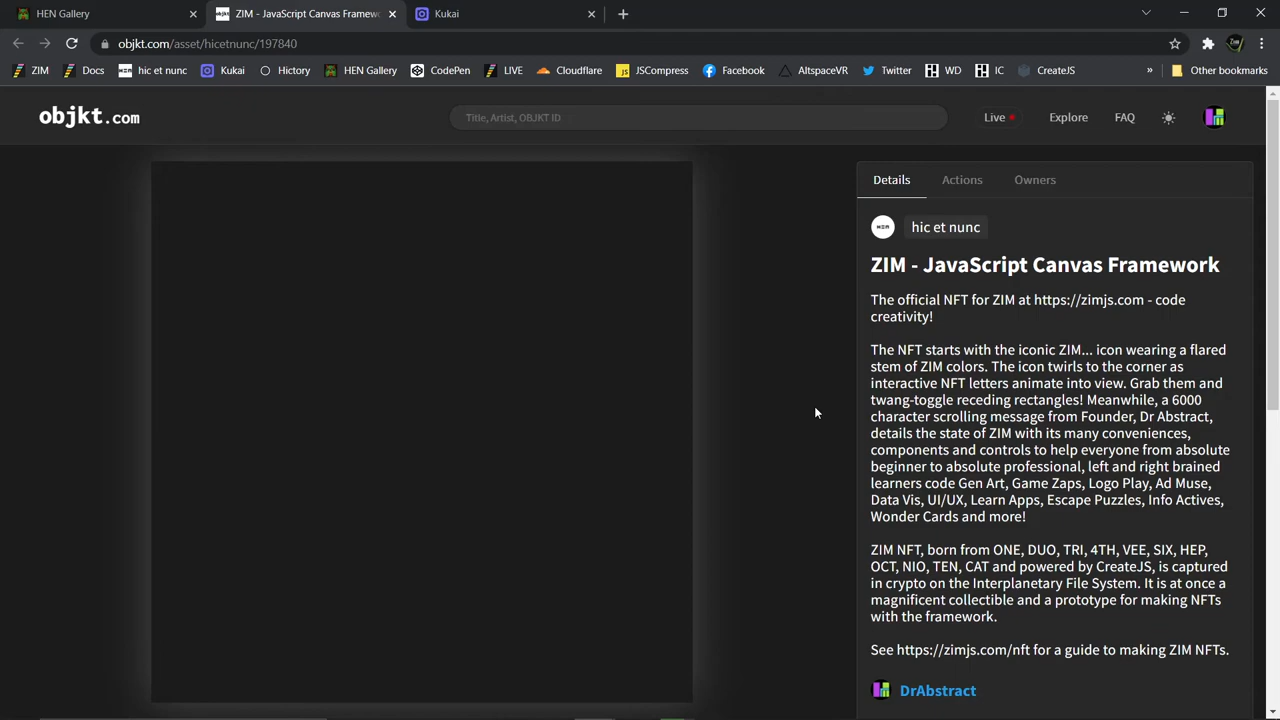 HEN Gallery
ZIM - JavaScript Canvas Framew
Kukai
objkt.com/asset/hicetnunc/197840
ZIM Docs hic et nunc Kukai Hictory HEN Gallery CodePen LIVE Cloudflare JSCompress Facebook AltspaceVR Twitter WD IC CreateJS » Other bookmarks
objkt.com
Title, Artist, OBJKT ID
Live Explore FAQ
Details Actions Owners
hic et nunc
ZIM - JavaScript Canvas Framework
The official NFT for ZIM at https://zimjs.com - code
creativity!
The NFT starts with the iconic ZIM... icon wearing a flared
stem of ZIM colors. The icon twirls to the corner as
interactive NFT letters animate into view. Grab them and
twang-toggle receding rectangles! Meanwhile, a 6000
character scrolling message from Founder, Dr Abstract,
details the state of ZIM with its many conveniences,
components and controls to help everyone from absolute
beginner to absolute professional, left and right brained
learners code Gen Art, Game Zaps, Logo Play, Ad Muse,
Data Vis, UI/UX, Learn Apps, Escape Puzzles, Info Actives,
Wonder Cards and more!
ZIM NFT, born from ONE, DUO, TRI, 4TH, VEE, SIX, HEP,
OCT, NIO, TEN, CAT and powered by CreateJS, is captured
in crypto on the Interplanetary File System. It is at once a
magnificent collectible and a prototype for making NFTs
with the framework.
See https://zimjs.com/nft for a guide to making ZIM NFTs.
DrAbstract